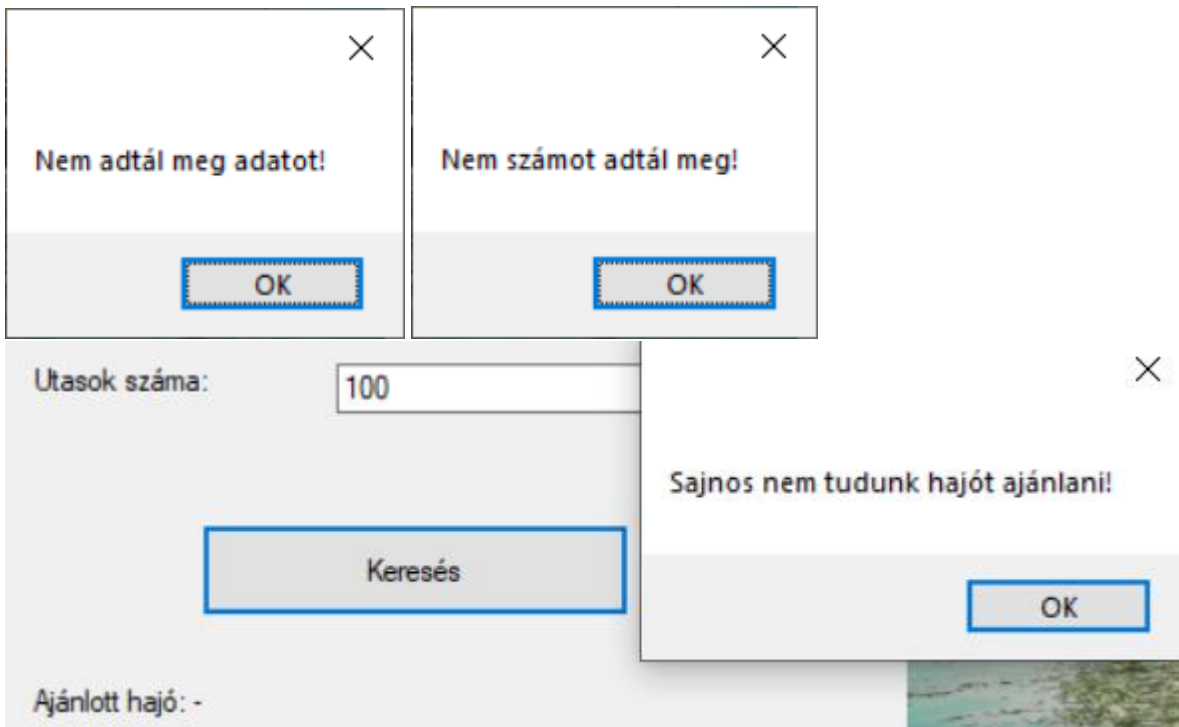 Nem adtál meg adatot!
OK
Nem számot adtál meg!
OK
Utasok száma:
100
Sajnos nem tudunk hajót ajánlani!
Keresés
OK
Ajánlott hajó: -